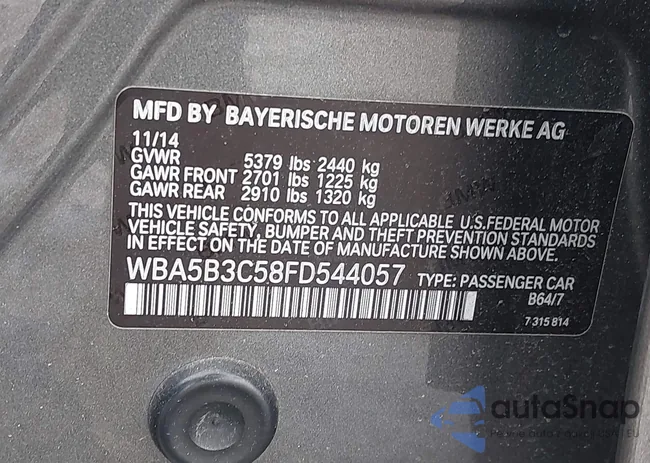 MFD BY BAYERISCHE MOTOREN WERKE AG
11/14
GVWR 5379 lbs 2440 kg
GAWR FRONT 2701 lbs 1225 kg
GAWR REAR 2910 lbs 1320 kg
THIS VEHICLE CONFORMS TO ALL APPLICABLE U.S.FEDERAL MOTOR
VEHICLE SAFETY, BUMPER AND THEFT PREVENTION STANDARDS
IN EFFECT ON THE DATE OF MANUFACTURE SHOWN ABOVE.
WBA5B3C58FD544057 TYPE: PASSENGER CAR
B64/7
7 315 814
autoSnap